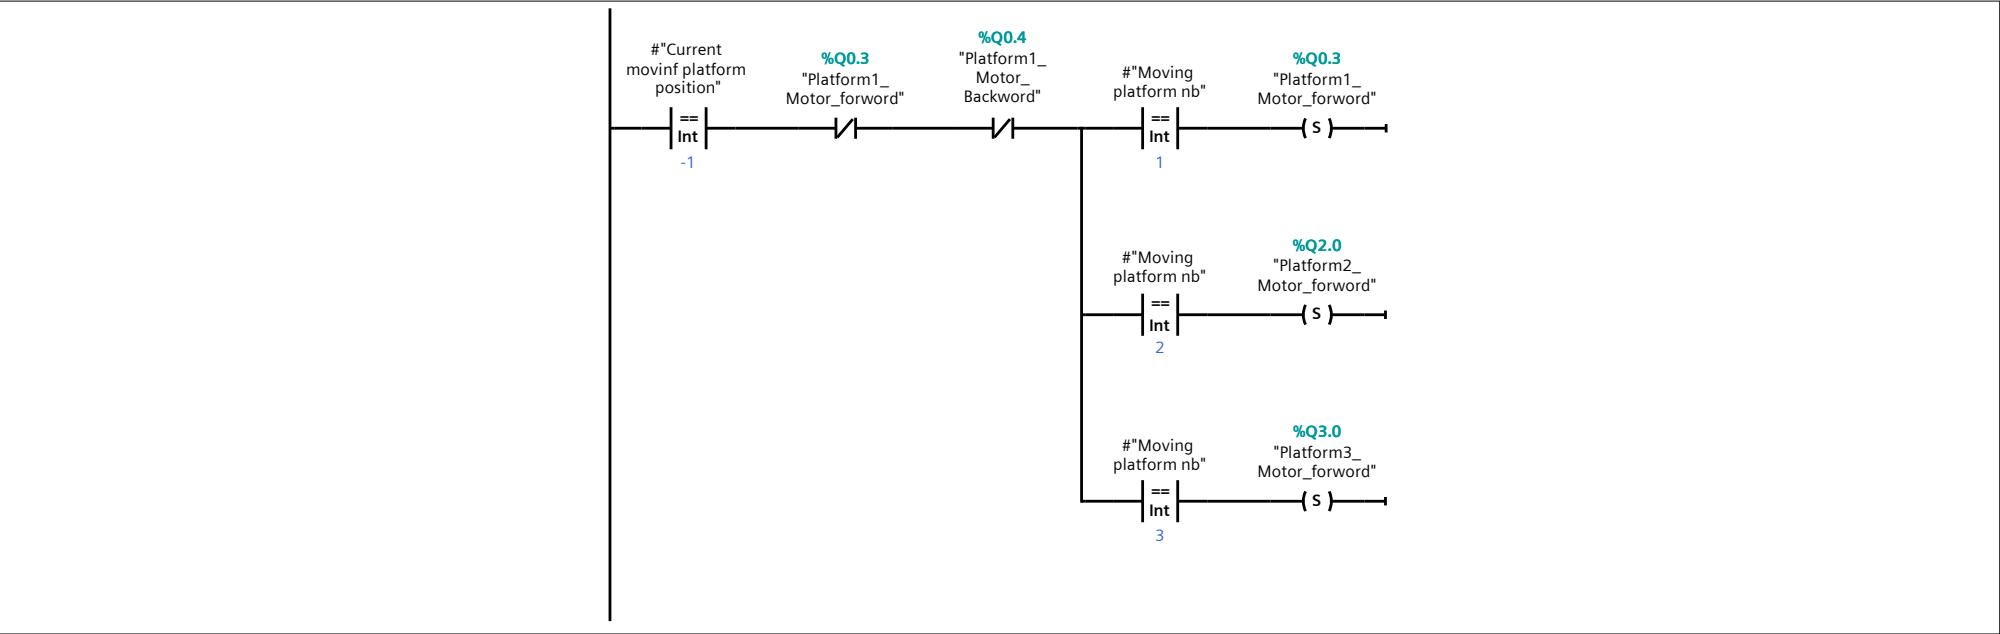 #"Current
movinf platform
position"
==
Int
-1
%Q0.3
"Platform1_
Motor_forword"
%Q0.4
"Platform1_
Motor_
Backword"
#"Moving
platform nb"
==
Int
1
%Q0.3
"Platform1_
Motor_forword"
S
#"Moving
platform nb"
==
Int
2
%Q2.0
"Platform2_
Motor_forword"
S
#"Moving
platform nb"
==
Int
3
%Q3.0
"Platform3_
Motor_forword"
S